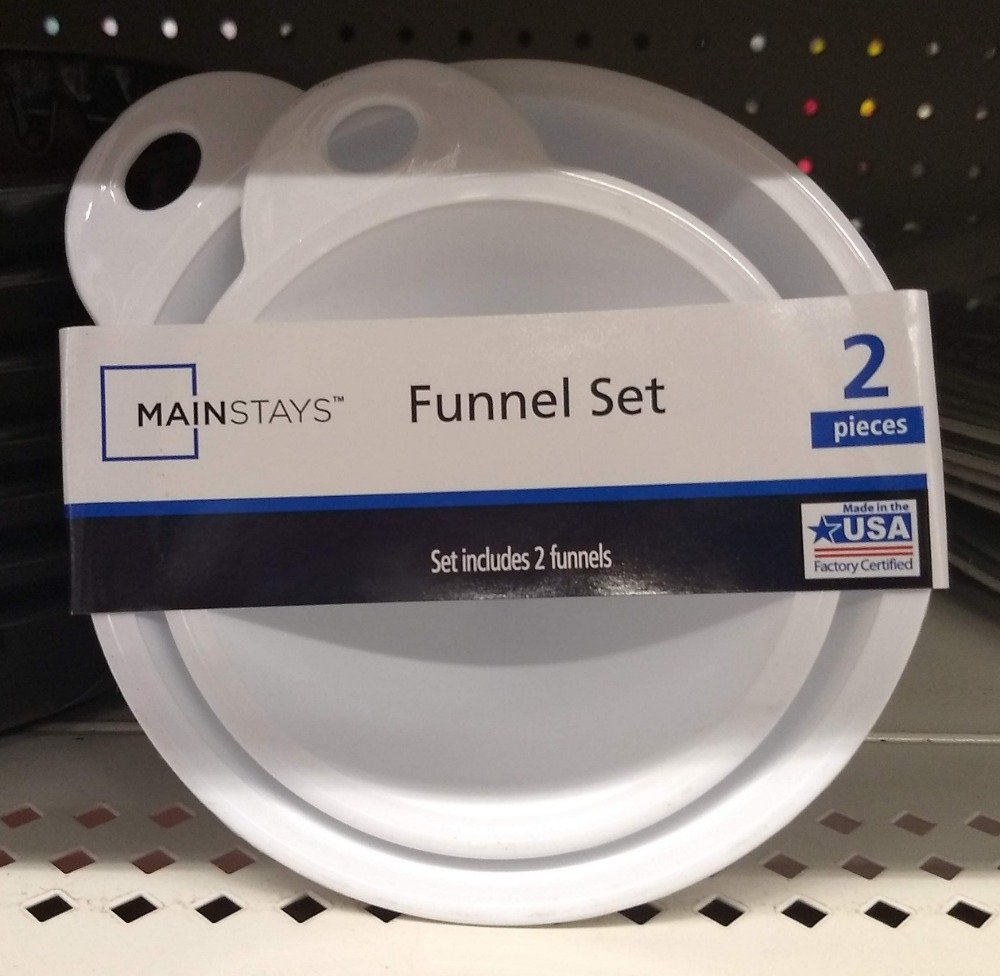 MAINSTAYS™
Funnel Set
2
pieces
Set includes 2 funnels
Made in the
USA
Factory Certified